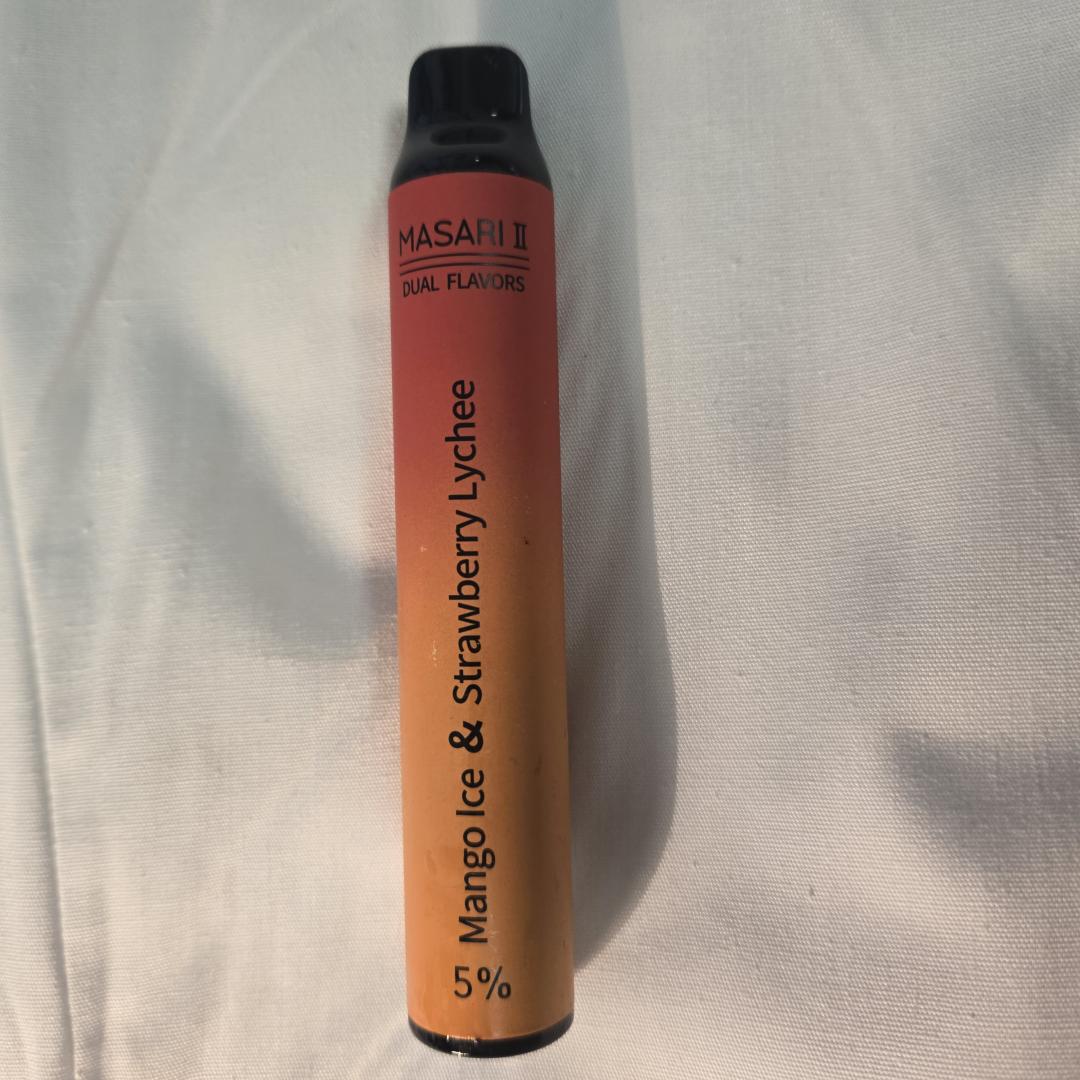 MASARI II
DUAL FLAVORS
Mango Ice & Strawberry Lychee
5%